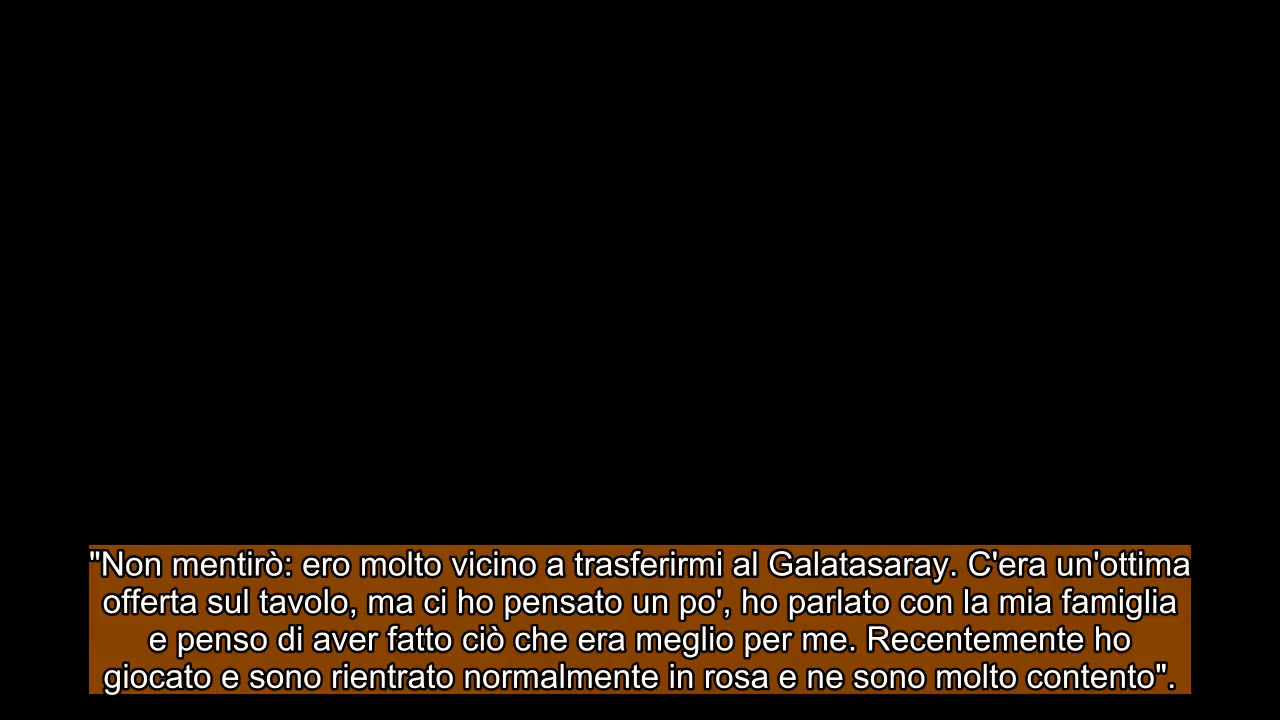 "Non mentirò: ero molto vicino a trasferirmi al Galatasaray. C'era un'ottima
offerta sul tavolo, ma ci ho pensato un po', ho parlato con la mia famiglia
e penso di aver fatto ciò che era meglio per me. Recentemente ho
giocato e sono rientrato normalmente in rosa e ne sono molto contento".